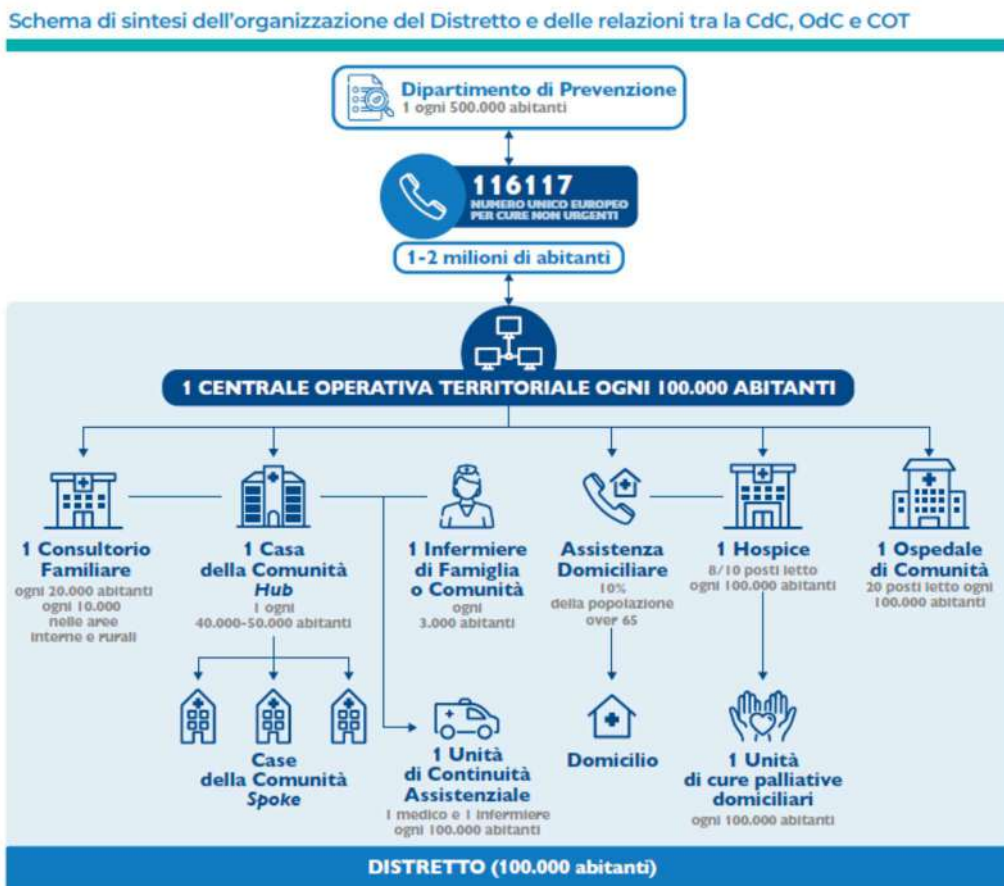 Schema di sintesi dell'organizzazione del Distretto e delle relazioni tra la CdC, OdC e COT
Dipartimento di Prevenzione
1 ogni 500.000 abitanti
116117
NUMERO UNICO EUROPEO
PER CURE NON URGENTI
1-2 milioni di abitanti
1 CENTRALE OPERATIVA TERRITORIALE OGNI 100.000 ABITANTI
1 Consultorio
Familiare
ogni 20.000 abitanti
ogni 10.000
nelle aree
interne e rurali
1 Casa
della Comunità
Hub
1 ogni
40.000-50.000 abitanti
1 Infermiere
di Famiglia
o Comunità
ogni
3.000 abitanti
Assistenza
Domiciliare
10%
della popolazione
over 65
1 Hospice
8/10 posti letto
ogni 100.000 abitanti
1 Ospedale
di Comunità
20 posti letto ogni
100.000 abitanti
Case
della Comunità
Spoke
1 Unità
di Continuità
Assistenziale
1 medico e 1 infermiere
ogni 100.000 abitanti
Domicilio
1 Unità
di cure palliative
domiciliari
ogni 100.000 abitanti
DISTRETTO (100.000 abitanti)